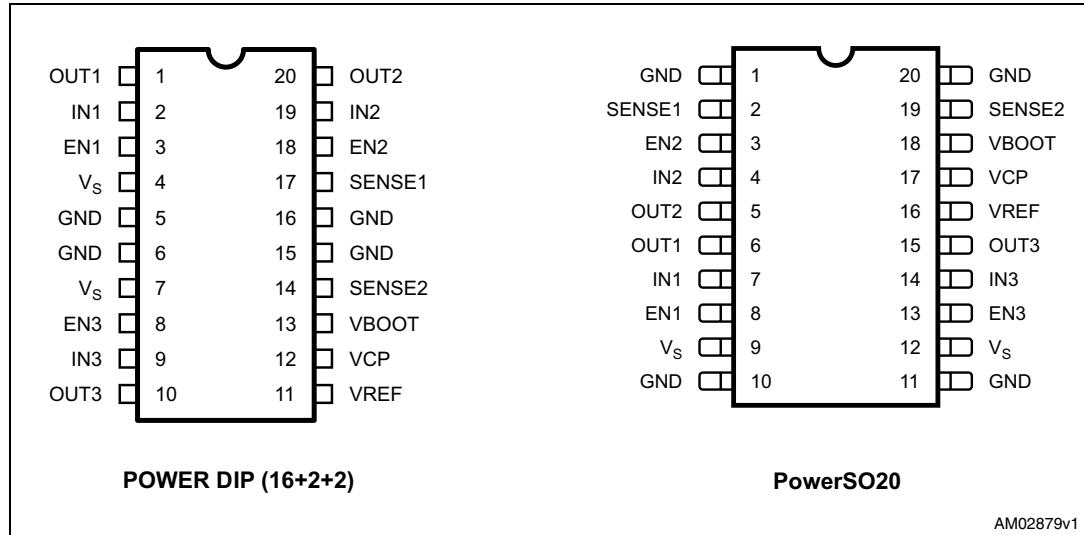 OUT1 1 20 OUT2
IN1 2 19 IN2
EN1 3 18 EN2
VS 4 17 SENSE1
GND 5 16 GND
GND 6 15 GND
VS 7 14 SENSE2
EN3 8 13 VBOOT
IN3 9 12 VCP
OUT3 10 11 VREF
POWER DIP (16+2+2)
GND 1 20 GND
SENSE1 2 19 SENSE2
EN2 3 18 VBOOT
IN2 4 17 VCP
OUT2 5 16 VREF
OUT1 6 15 OUT3
IN1 7 14 IN3
EN1 8 13 EN3
VS 9 12 VS
GND 10 11 GND
PowerSO20
AM02879v1